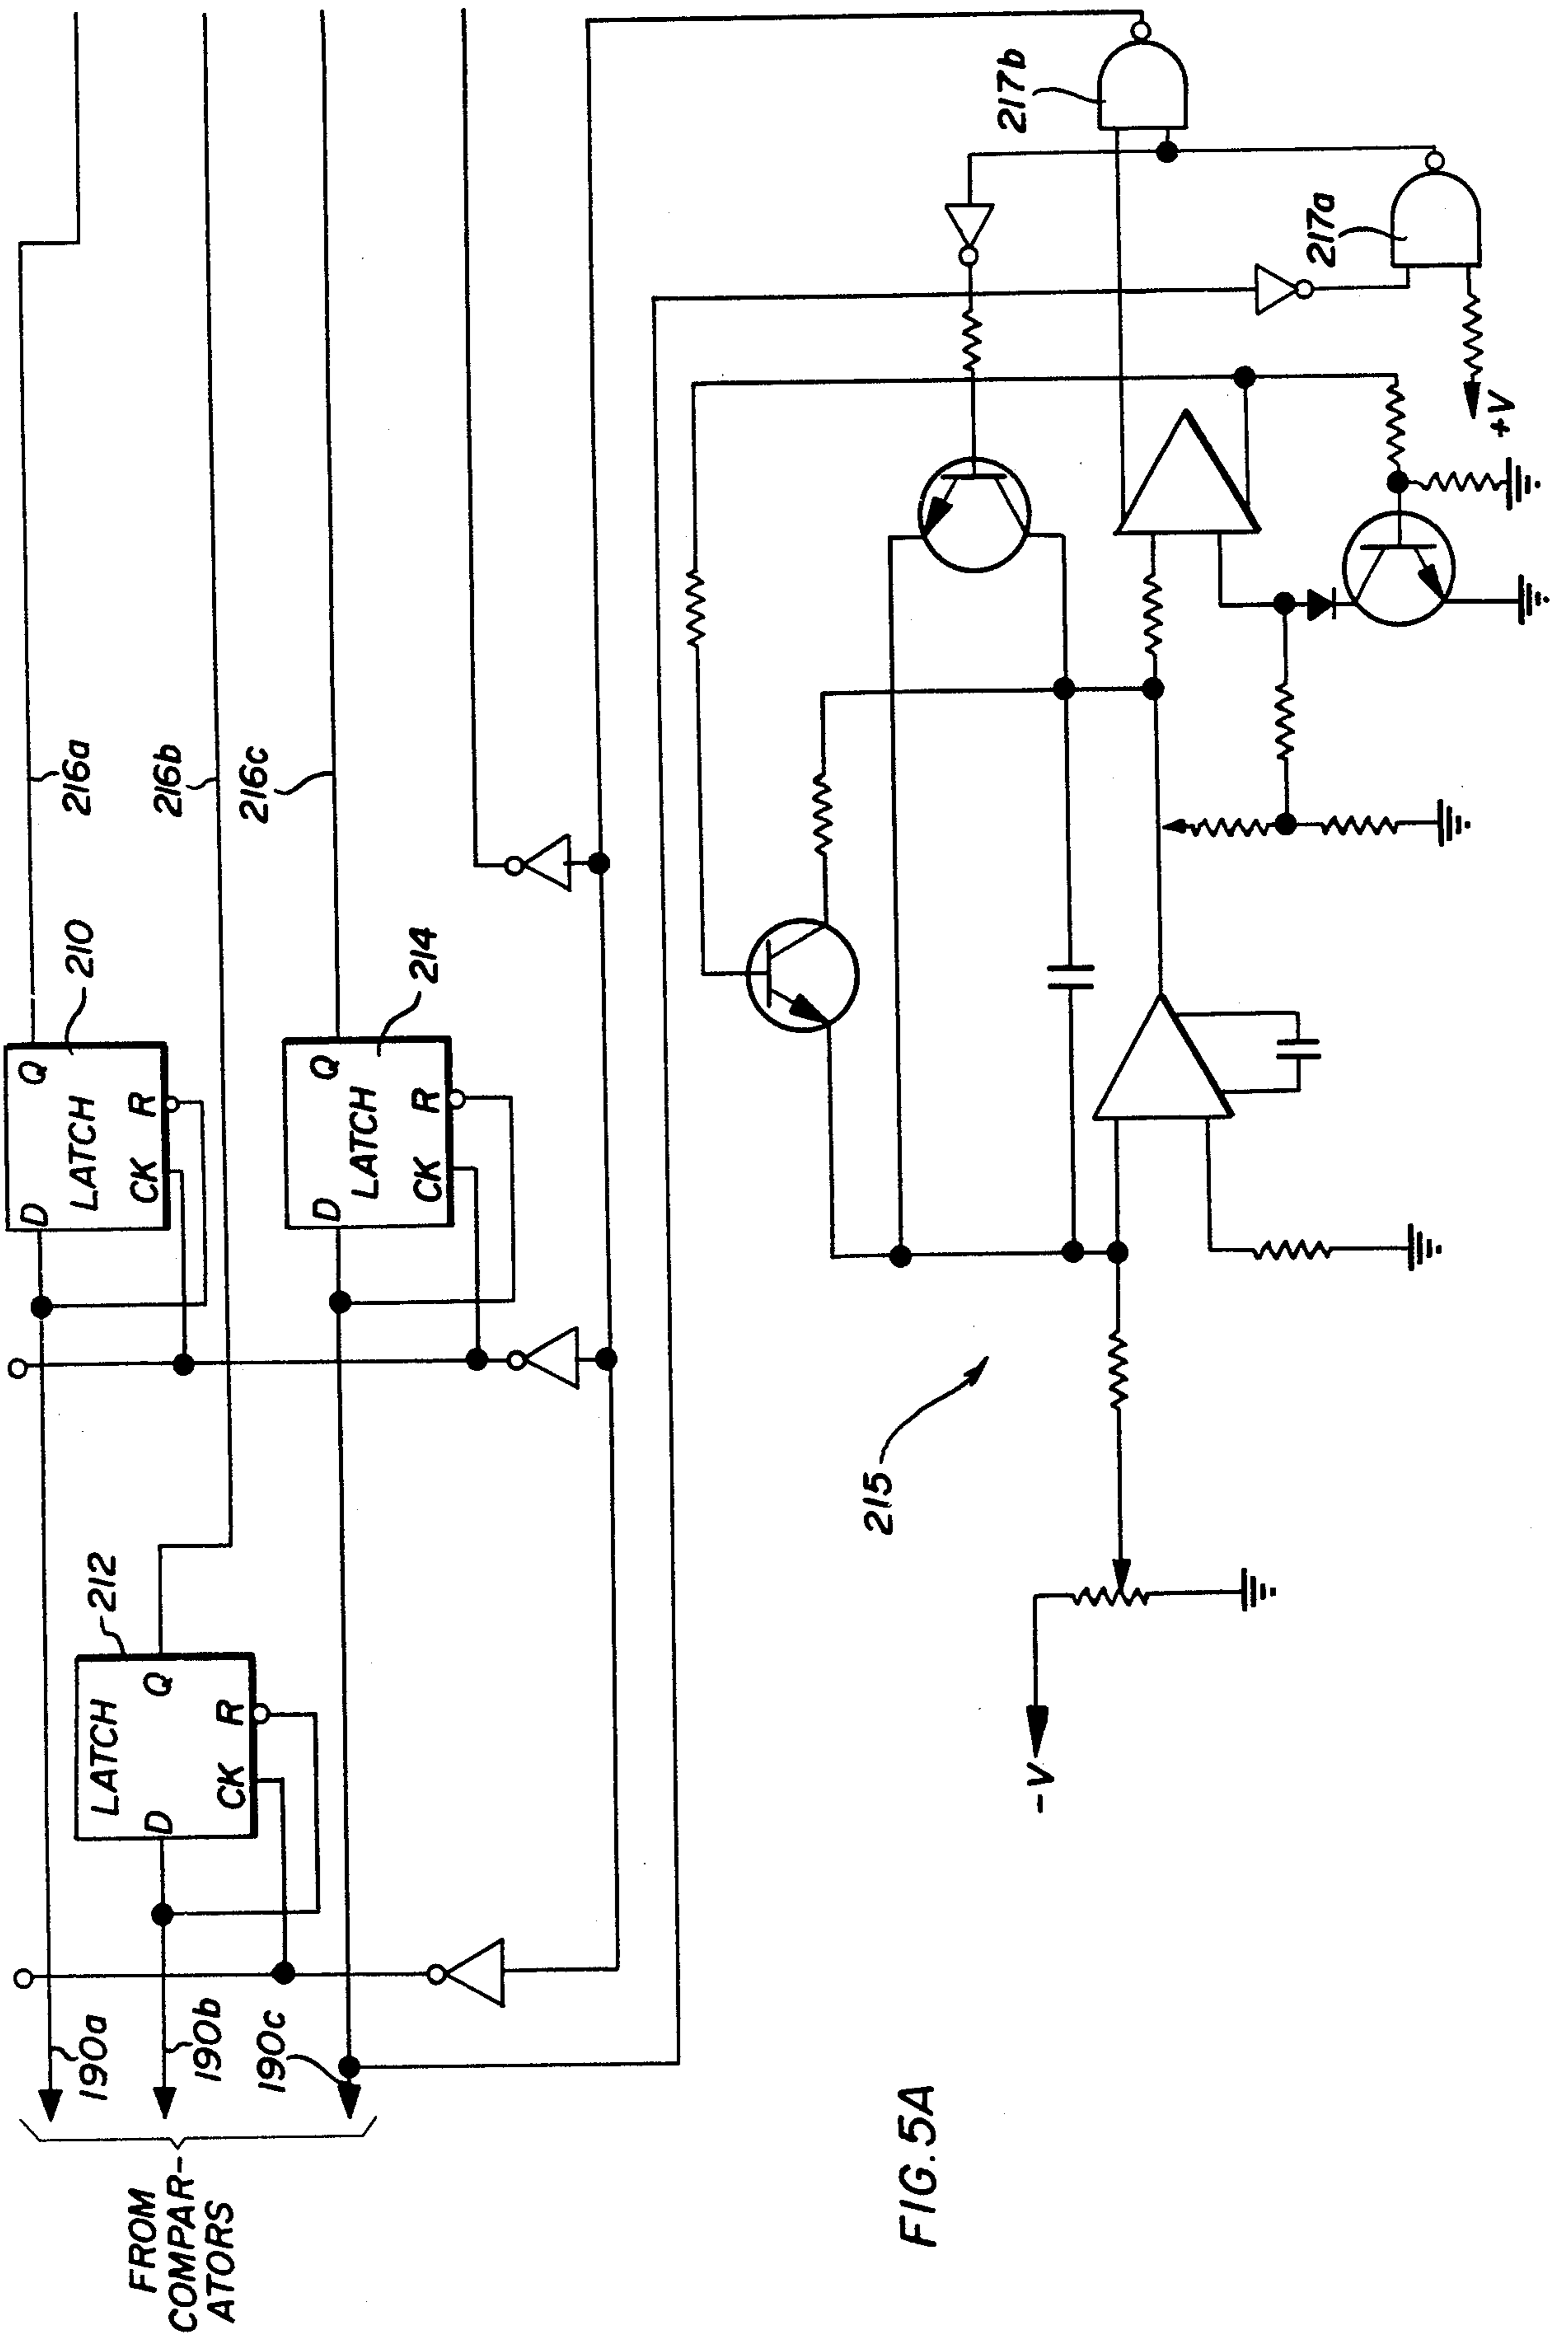 FROM
COMPAR-
ATORS
190a
190b
190c
LATCH
D
Q
CK
R
212
LATCH
D
Q
CK
R
210
LATCH
D
Q
CK
R
214
216a
216b
216c
217b
217a
+V
215
-V
FIG.5A